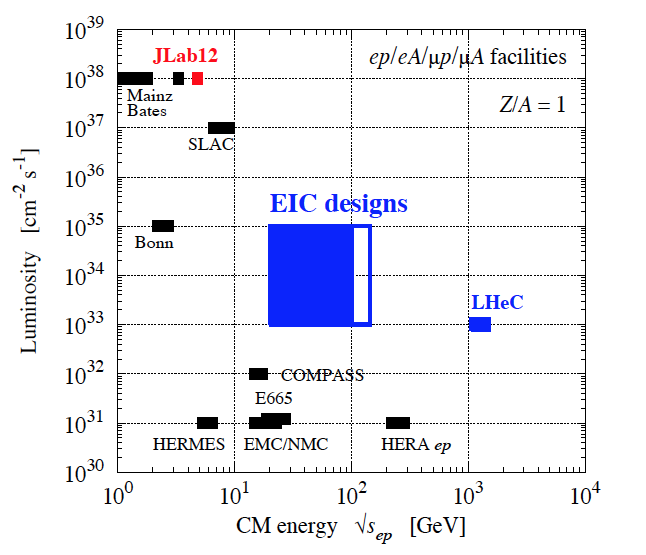 10^39
10^38
10^37
10^36
10^35
10^34
10^33
10^32
10^31
10^30
Luminosity [cm^-2 s^-1]
JLab12
ep/eA/μp/μA facilities
Z/A = 1
Mainz
Bates
SLAC
EIC designs
Bonn
LHeC
COMPASS
E665
HERMES
EMC/NMC
HERA ep
10^0
10^1
10^2
10^3
10^4
CM energy √s_ep [GeV]